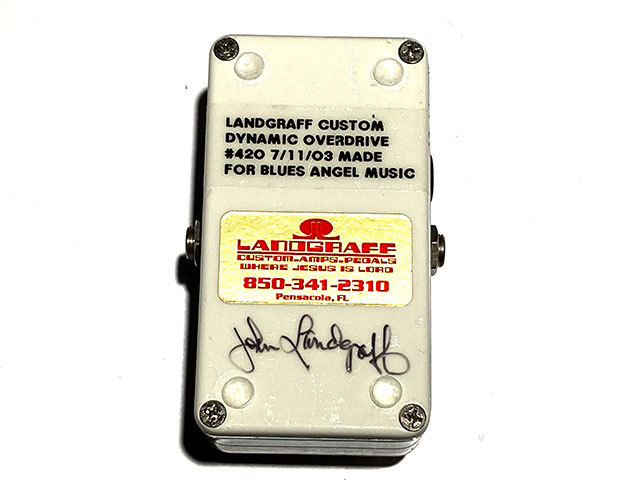 LANDGRAFF CUSTOM
DYNAMIC OVERDRIVE
#420 7/11/03 MADE
FOR BLUES ANGEL MUSIC
LANDGRAFF
CUSTOM-AMPS-PEDALS
WHERE JESUS IS LORD
850-341-2310
Pensacola, FL
John Landgraff